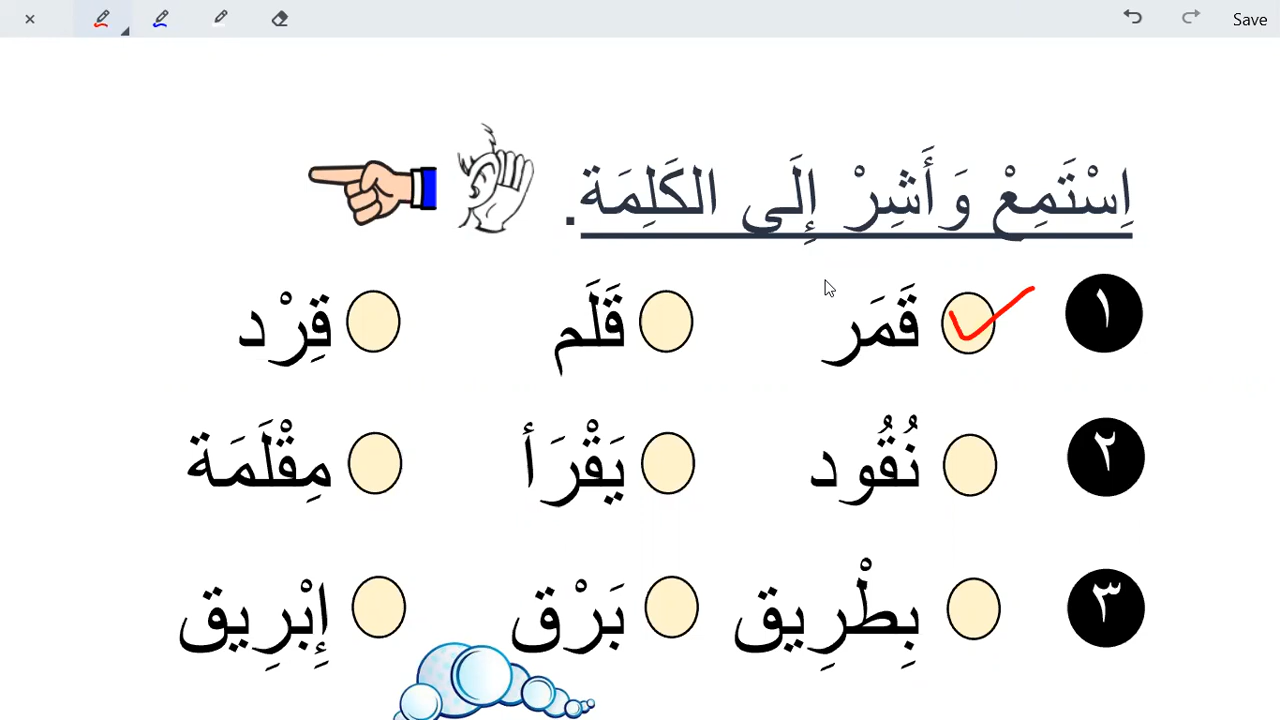 Save
اِسْتَمِعْ وَأَشِرْ إِلَى الكَلِمَة.
١ قَمَر قَلَم قِرْد
٢ نُقُود يَقْرَأ مِقْلَمَة
٣ بِطْرِيق بَرْق إِبْرِيق